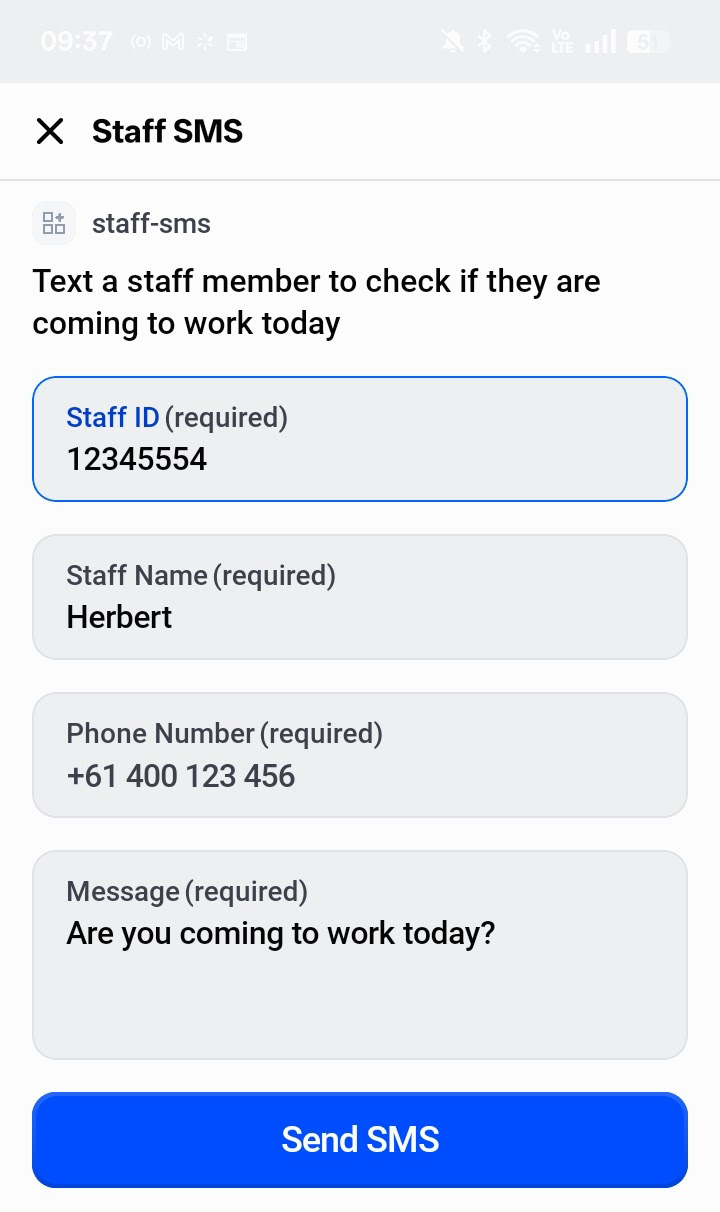 09:37
Vo
LTE
Staff SMS
staff-sms
Text a staff member to check if they are
coming to work today
Staff ID (required)
12345554
Staff Name (required)
Herbert
Phone Number (required)
+61 400 123 456
Message (required)
Are you coming to work today?
Send SMS